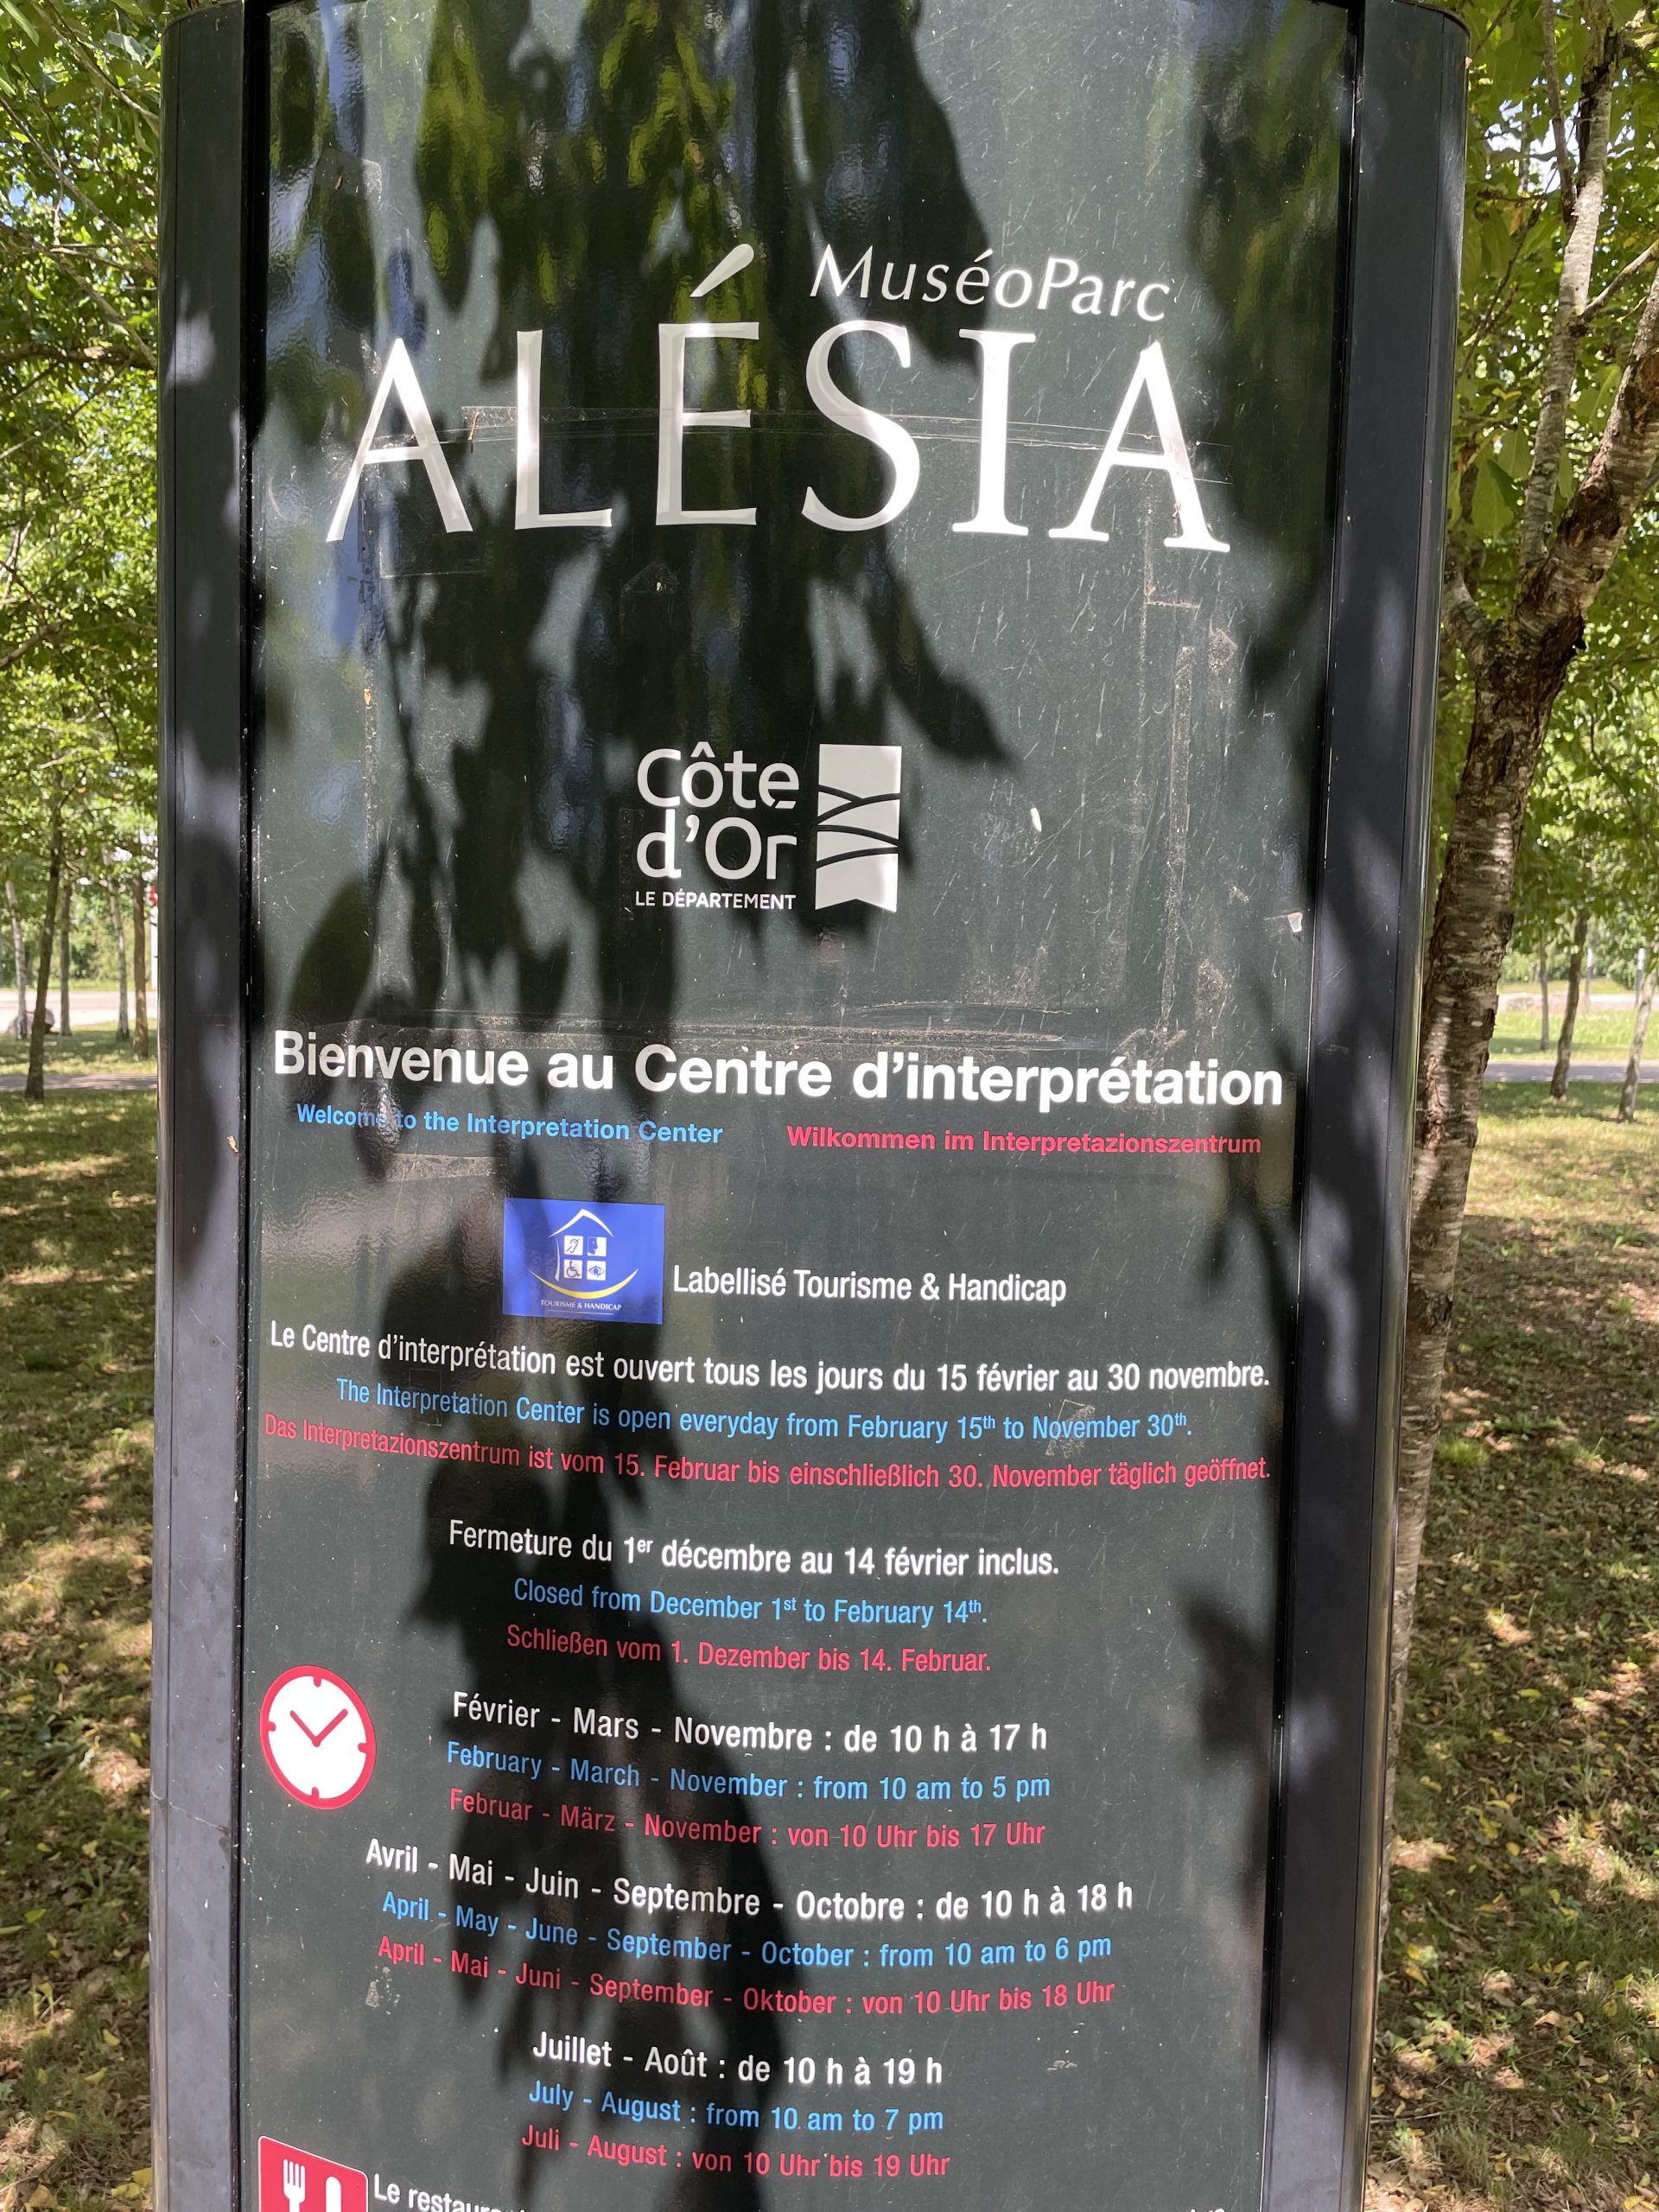 MuséoParc
ALÉSIA
Côte
d'Or
LE DÉPARTEMENT
Bienvenue au Centre d'interprétation
Welcome to the Interpretation Center
Wilkommen im Interpretazionszentrum
TOURISME & HANDICAP
Labellisé Tourisme & Handicap
Le Centre d'interprétation est ouvert tous les jours du 15 février au 30 novembre.
The Interpretation Center is open everyday from February 15th to November 30th.
Das Interpretazionszentrum ist vom 15. Februar bis einschließlich 30. November täglich geöffnet.
Fermeture du 1er décembre au 14 février inclus.
Closed from December 1st to February 14th.
Schließen vom 1. Dezember bis 14. Februar.
Février - Mars - Novembre : de 10 h à 17 h
February - March - November : from 10 am to 5 pm
Februar - März - November : von 10 Uhr bis 17 Uhr
Avril - Mai - Juin - Septembre - Octobre : de 10 h à 18 h
April - May - June - September - October : from 10 am to 6 pm
April - Mai - Juni - September - Oktober : von 10 Uhr bis 18 Uhr
Juillet - Août : de 10 h à 19 h
July - August : from 10 am to 7 pm
Juli - August : von 10 Uhr bis 19 Uhr
Le